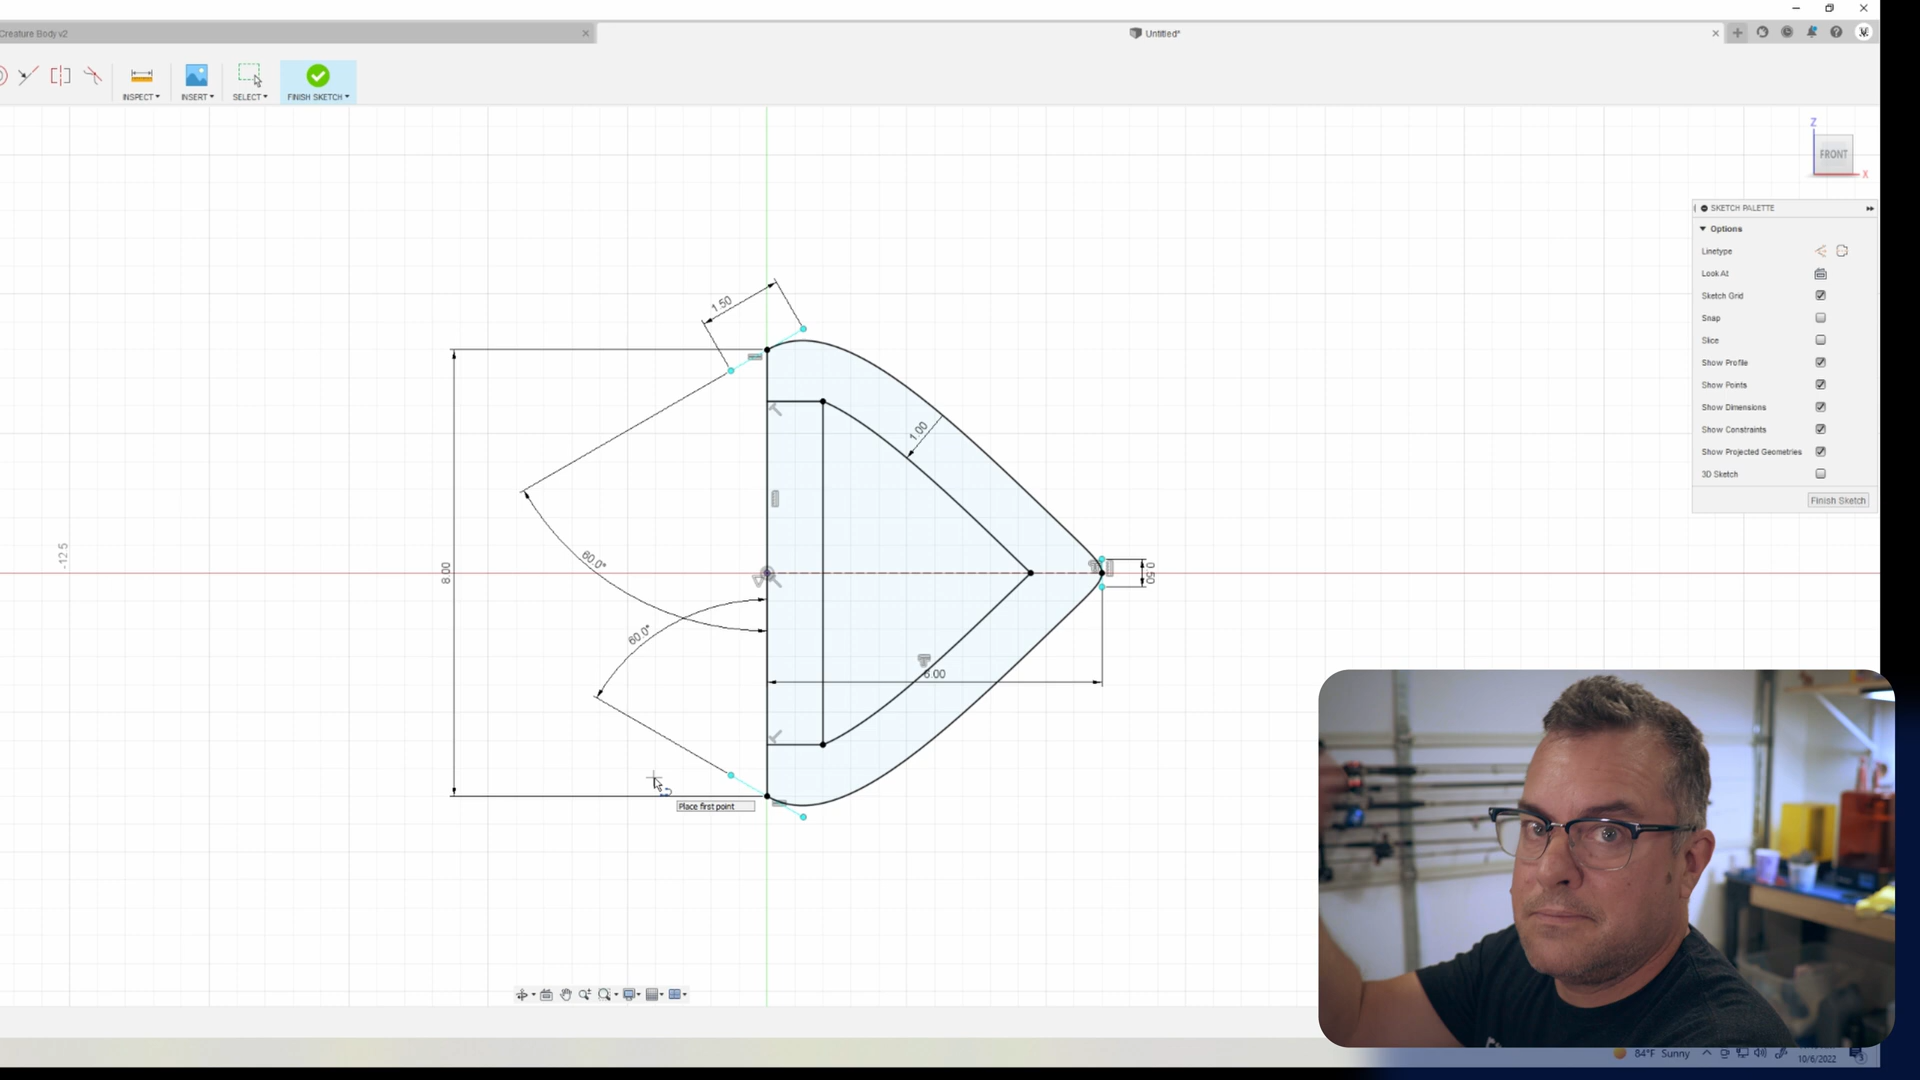 Creature Body v2
Untitled*
INSPECT
INSERT
SELECT
FINISH SKETCH
Z
FRONT
X
SKETCH PALETTE
Options
Linetype
Look At
Sketch Grid
Snap
Slice
Show Profile
Show Points
Show Dimensions
Show Constraints
Show Projected Geometries
3D Sketch
Finish Sketch
1.50
1.00
-12.5
60.0°
8.00
0.50
60.0°
6.00
Place first point
84°F Sunny
10/6/2022